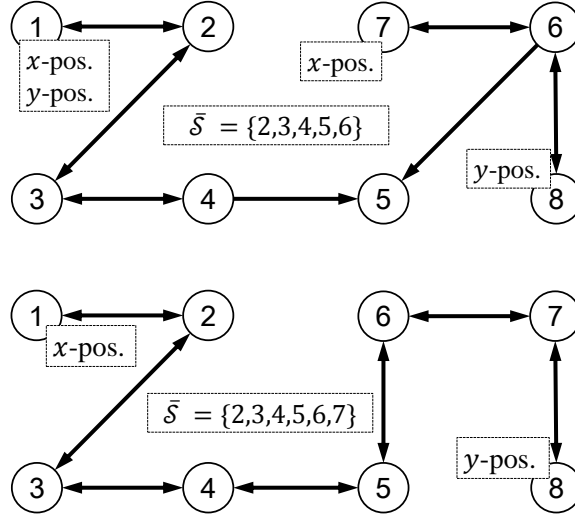 1 2 7 6
x-pos.
y-pos.
x-pos.
𝒮̄ = {2,3,4,5,6}
y-pos.
3 4 5 8
1 2 6 7
x-pos.
𝒮̄ = {2,3,4,5,6,7}
y-pos.
3 4 5 8